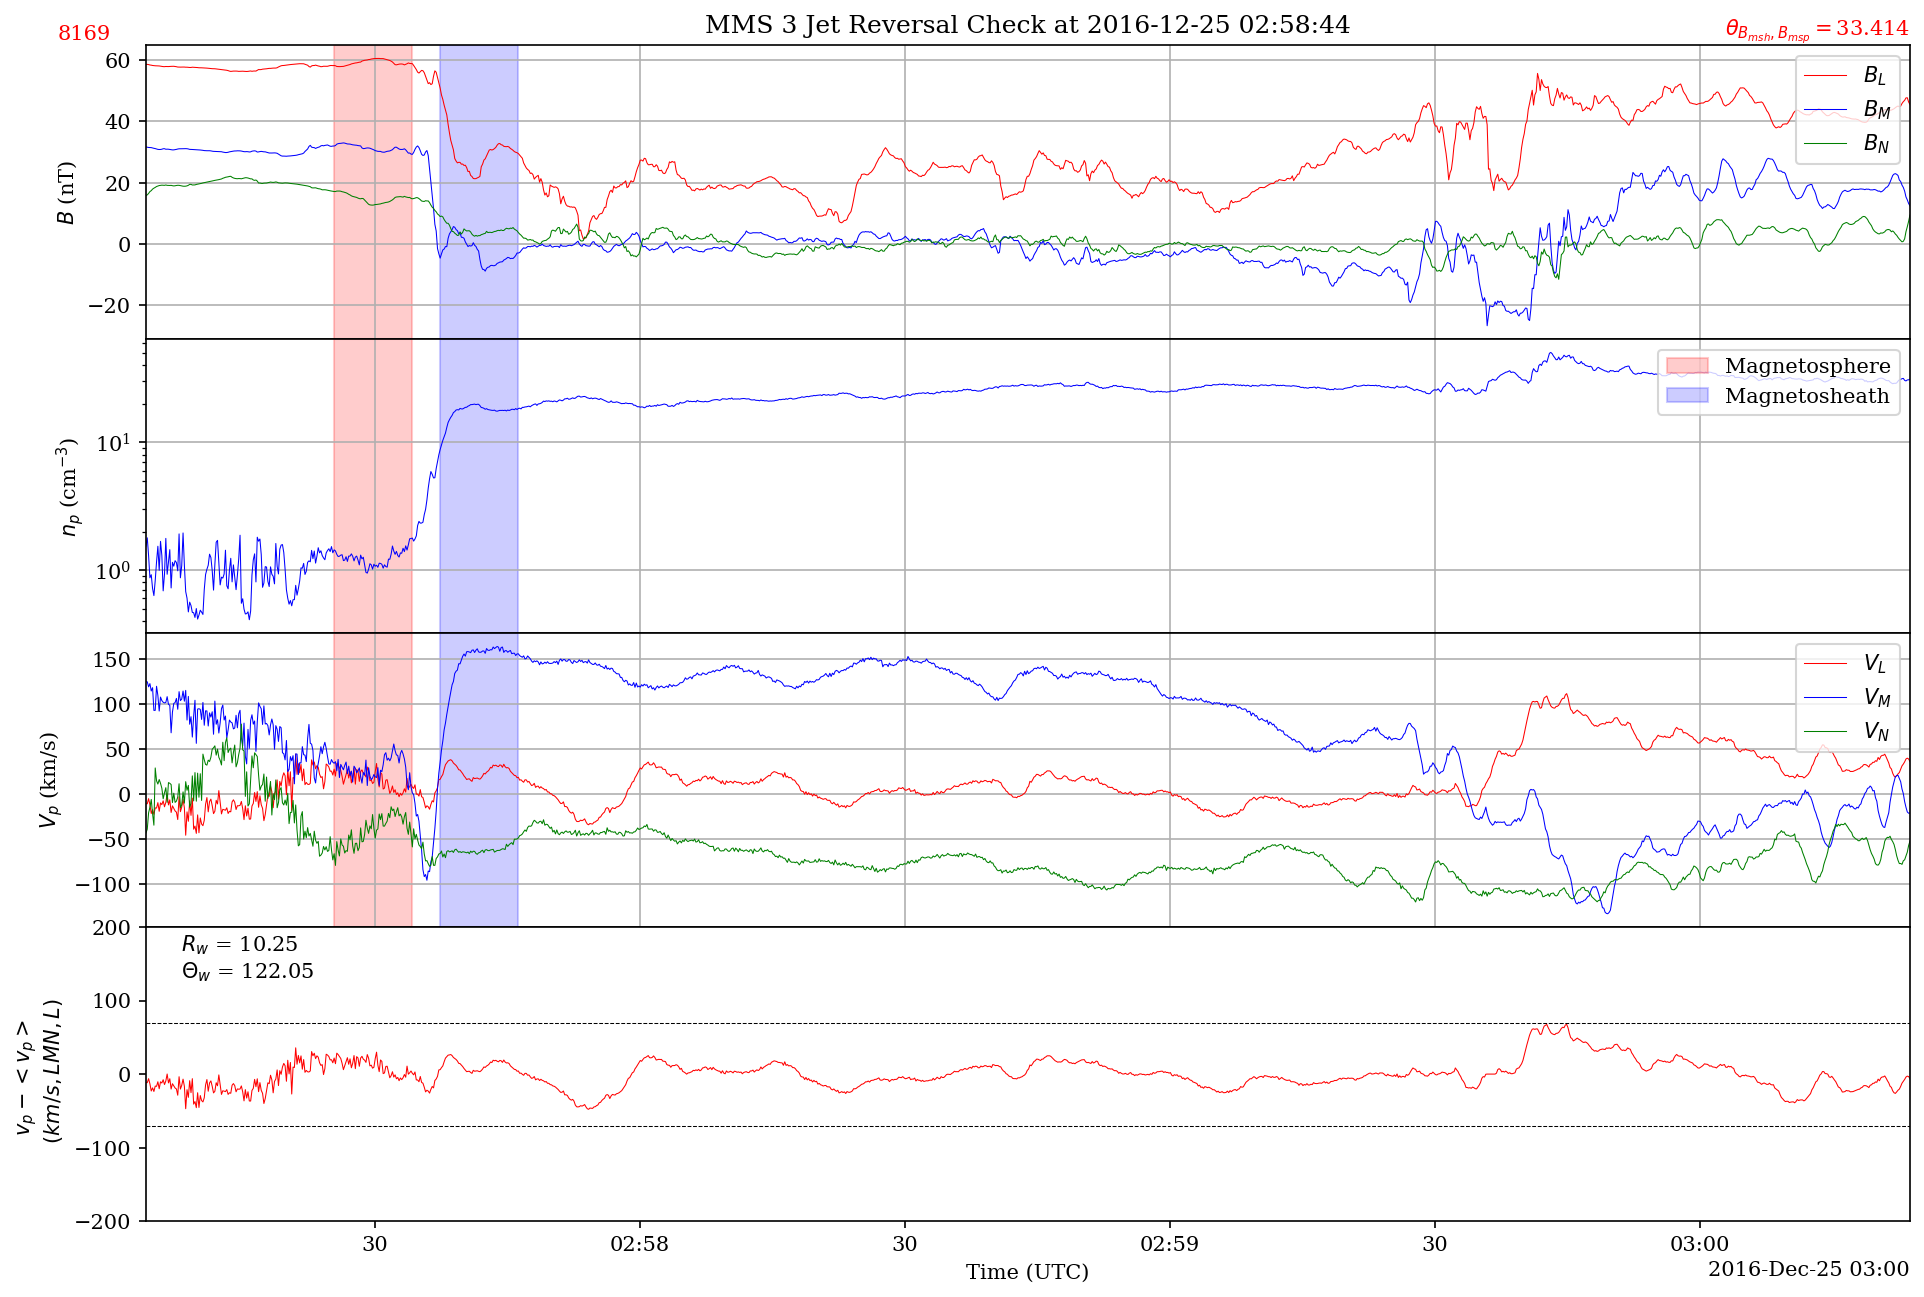 MMS 3 Jet Reversal Check at 2016-12-25 02:58:44
8169
θ_{B_{msh}, B_{msp}} = 33.414
60
40
20
0
−20
B (nT)
B_L
B_M
B_N
10^1
10^0
n_p (cm^{−3})
Magnetosphere
Magnetosheath
150
100
50
0
−50
−100
V_p (km/s)
V_L
V_M
V_N
200
100
0
−100
−200
v_p − < v_p >
(km/s, LMN, L)
R_w = 10.25
Θ_w = 122.05
30
02:58
30
02:59
30
03:00
Time (UTC)
2016-Dec-25 03:00